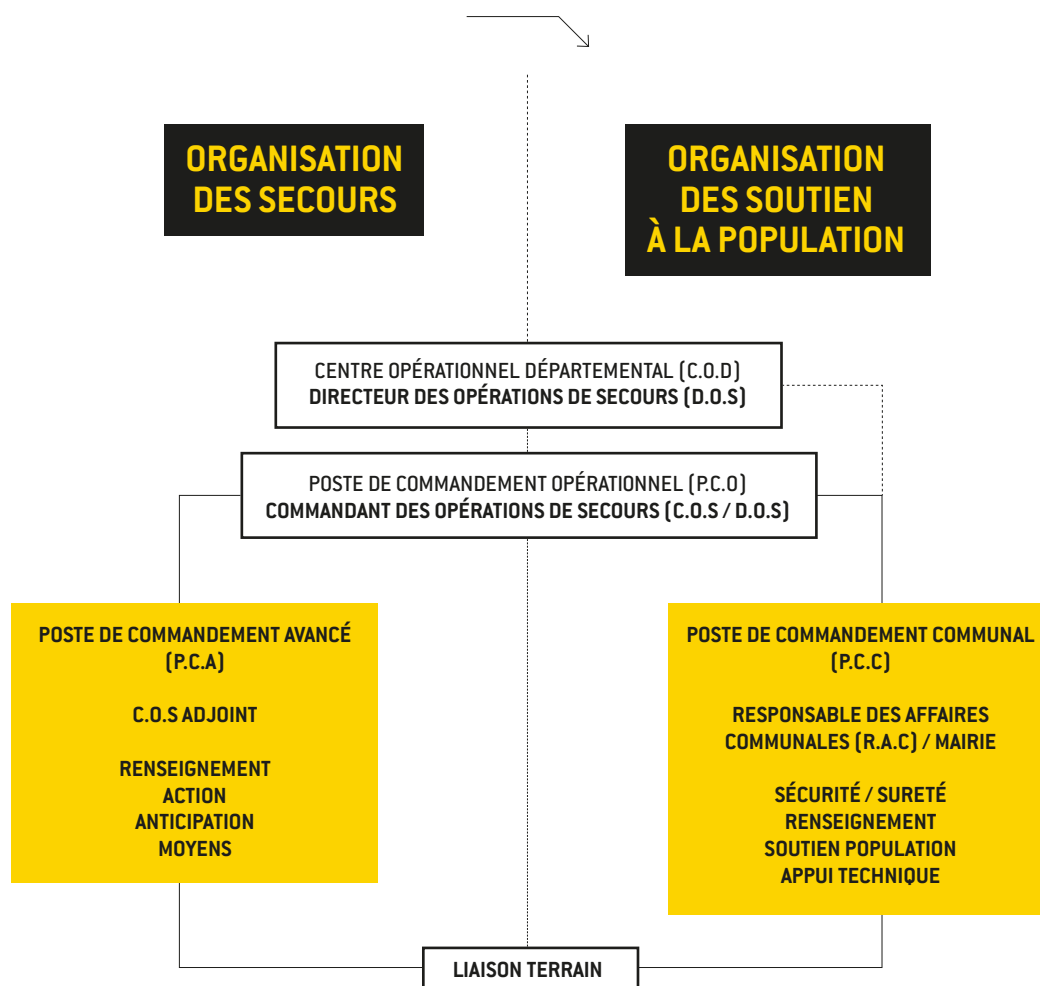 ORGANISATION
DES SECOURS
ORGANISATION
DES SOUTIEN
À LA POPULATION
CENTRE OPÉRATIONNEL DÉPARTEMENTAL (C.O.D)
DIRECTEUR DES OPÉRATIONS DE SECOURS (D.O.S)
POSTE DE COMMANDEMENT OPÉRATIONNEL (P.C.O)
COMMANDANT DES OPÉRATIONS DE SECOURS (C.O.S / D.O.S)
POSTE DE COMMANDEMENT AVANCÉ
(P.C.A)
C.O.S ADJOINT
RENSEIGNEMENT
ACTION
ANTICIPATION
MOYENS
POSTE DE COMMANDEMENT COMMUNAL
(P.C.C)
RESPONSABLE DES AFFAIRES
COMMUNALES (R.A.C) / MAIRIE
SÉCURITÉ / SURETÉ
RENSEIGNEMENT
SOUTIEN POPULATION
APPUI TECHNIQUE
LIAISON TERRAIN